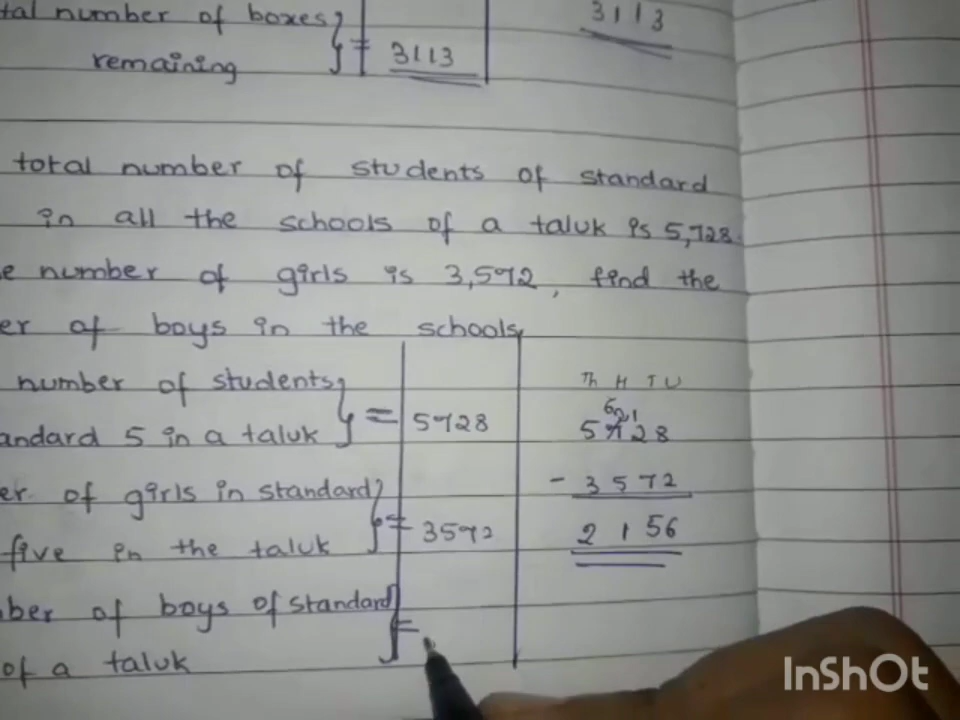 tal number of boxes
remaining = 3113
3113
total number of students of standard
in all the schools of a taluk is 5,728.
e number of girls is 3,572, find the
er of boys in the schools
number of students
andard 5 in a taluk = 5728
er of girls in standard
five in the taluk = 3572
ber of boys of standard
of a taluk =
Th H T U
6 21
5728
- 3572
2156
InShOt